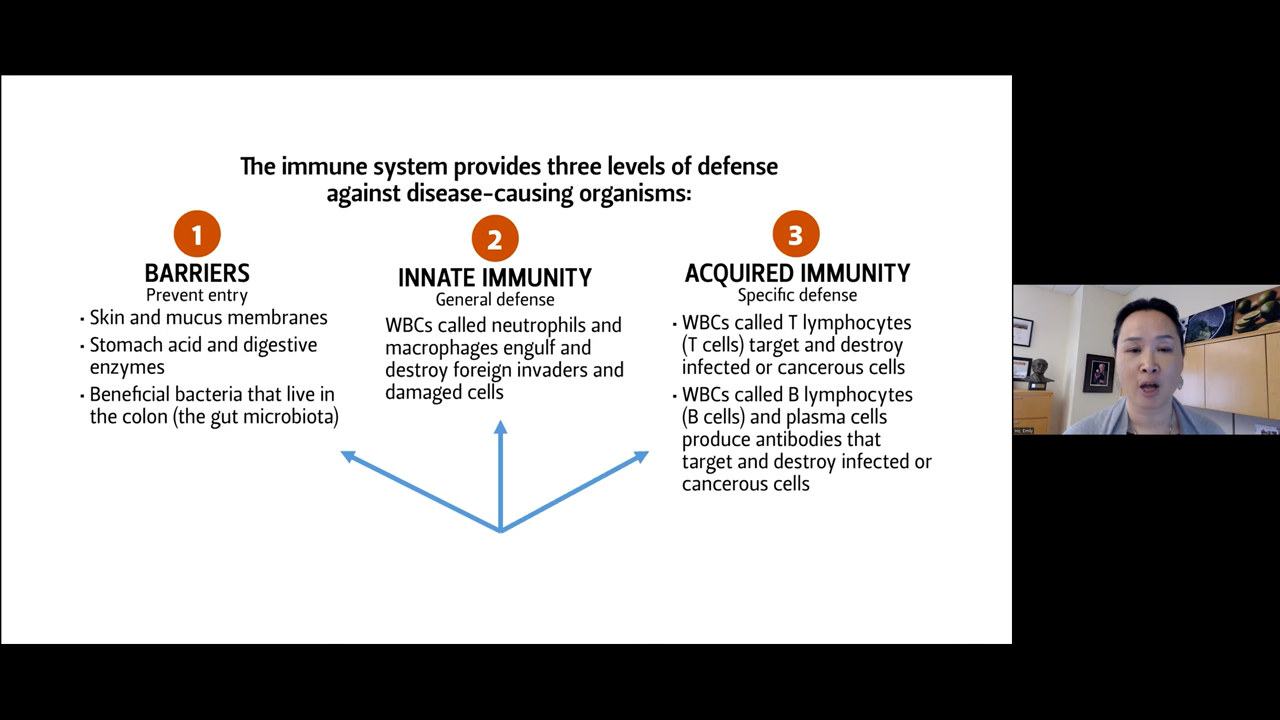 The immune system provides three levels of defense
against disease-causing organisms:
1
BARRIERS
Prevent entry
• Skin and mucus membranes
• Stomach acid and digestive
enzymes
• Beneficial bacteria that live in
the colon (the gut microbiota)
2
INNATE IMMUNITY
General defense
WBCs called neutrophils and
macrophages engulf and
destroy foreign invaders and
damaged cells
3
ACQUIRED IMMUNITY
Specific defense
• WBCs called T lymphocytes
(T cells) target and destroy
infected or cancerous cells
• WBCs called B lymphocytes
(B cells) and plasma cells
produce antibodies that
target and destroy infected or
cancerous cells
Ho, Emily